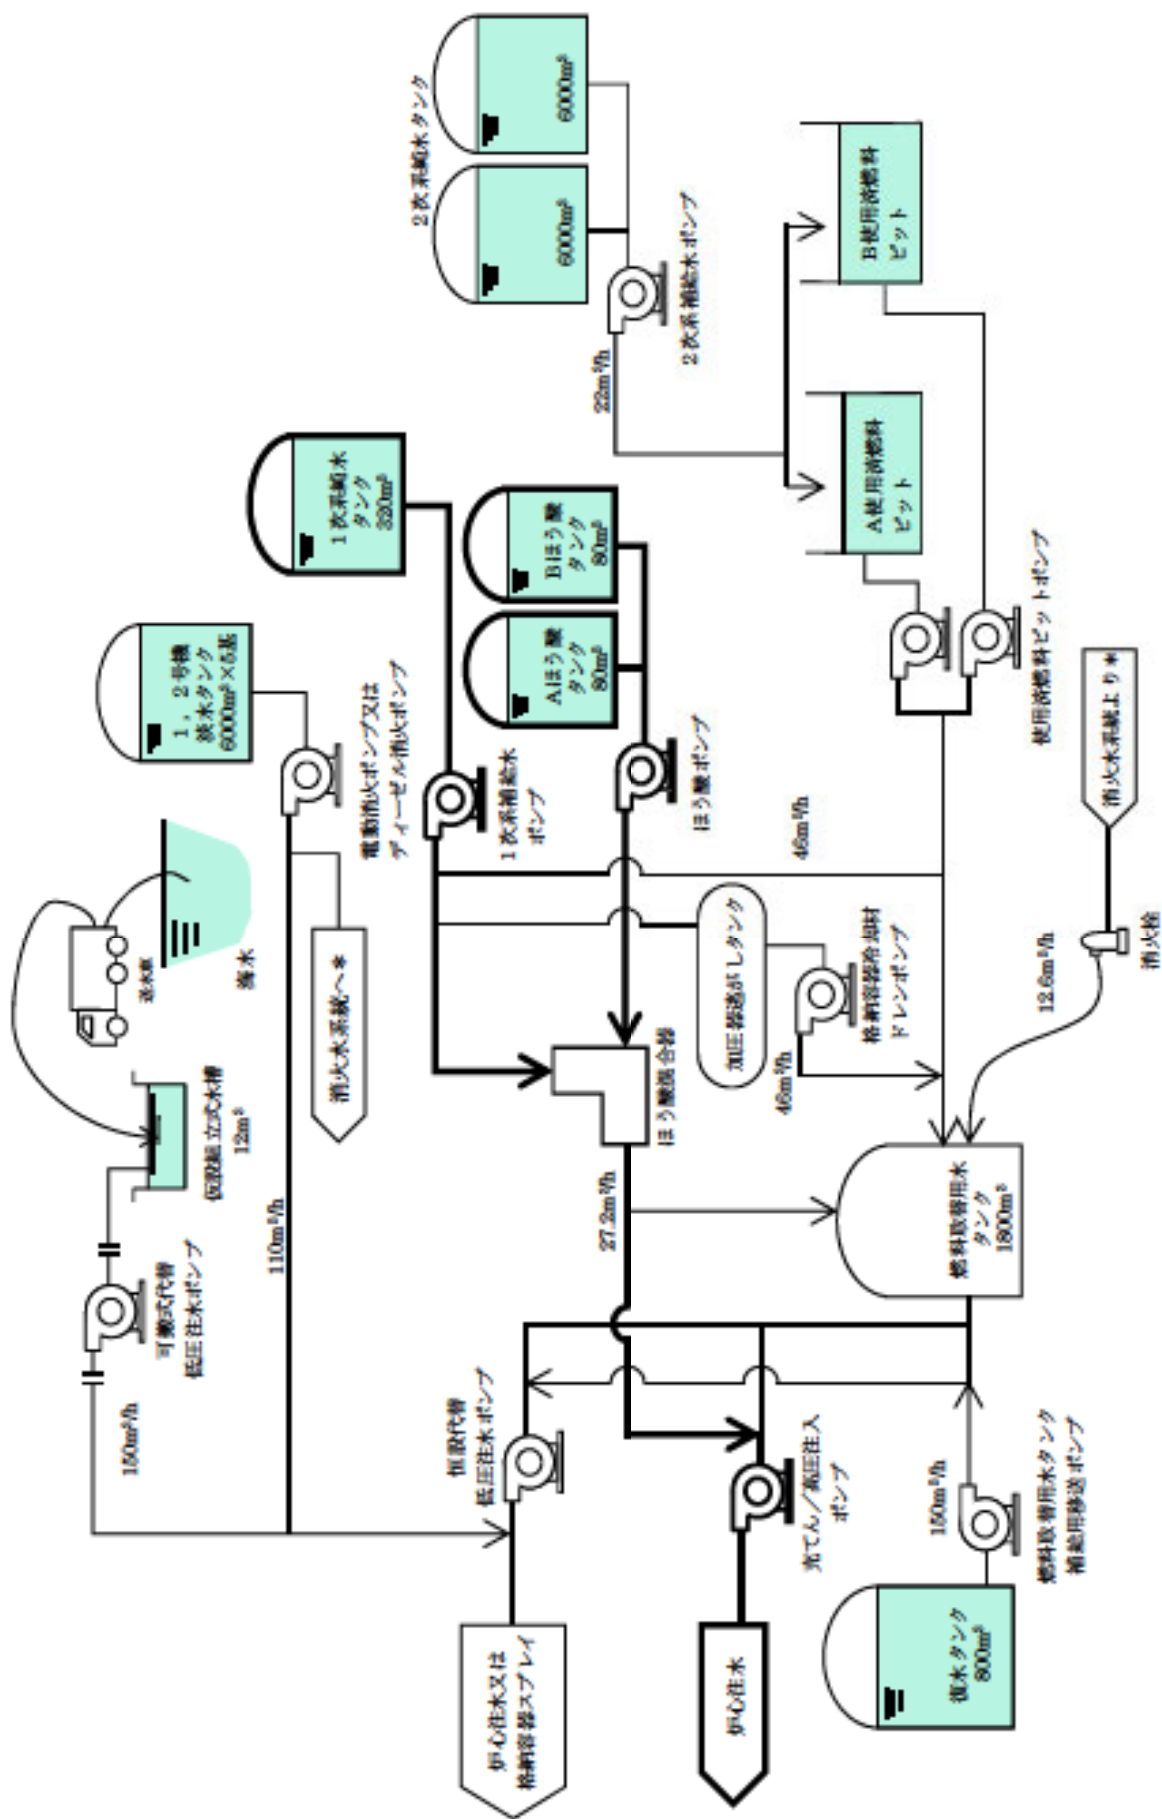 送水車
海水
仮設組立式水槽
12m³
可搬式代替
低圧注水ポンプ
150m³/h
1，2号機
淡水タンク
6000m³×5基
電動消火ポンプ又は
ディーゼル消火ポンプ
消火水系統へ＊
110m³/h
1次系純水
タンク
320m³
1次系補給水
ポンプ
Aほう酸
タンク
80m³
Bほう酸
タンク
80m³
ほう酸ポンプ
ほう酸混合器
27.2m³/h
2次系純水タンク
6000m³
6000m³
2次系補給水ポンプ
22m³/h
A使用済燃料
ピット
B使用済燃料
ピット
使用済燃料ピットポンプ
46m³/h
加圧器逃がしタンク
格納容器冷却材
ドレンポンプ
46m³/h
消火水系統より＊
消火栓
12.6m³/h
燃料取替用水
タンク
1800m³
恒設代替
低圧注水ポンプ
炉心注水又は
格納容器スプレイ
充てん／高圧注入
ポンプ
炉心注水
復水タンク
800m³
燃料取替用水タンク
補給用移送ポンプ
150m³/h